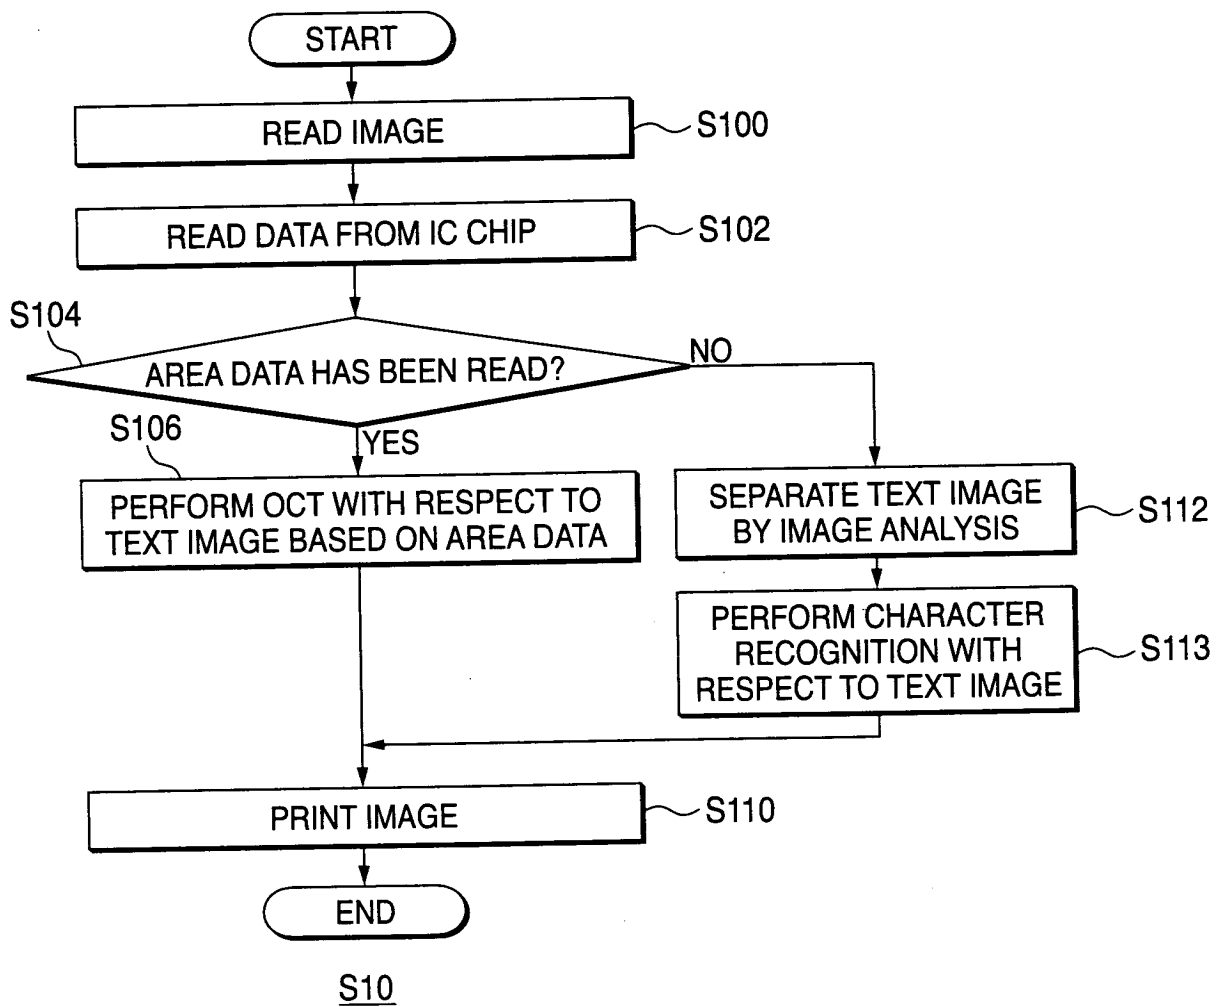 START
READ IMAGE
S100
READ DATA FROM IC CHIP
S102
S104
AREA DATA HAS BEEN READ?
NO
YES
S106
PERFORM OCT WITH RESPECT TO
TEXT IMAGE BASED ON AREA DATA
SEPARATE TEXT IMAGE
BY IMAGE ANALYSIS
S112
PERFORM CHARACTER
RECOGNITION WITH
RESPECT TO TEXT IMAGE
S113
PRINT IMAGE
S110
END
S10